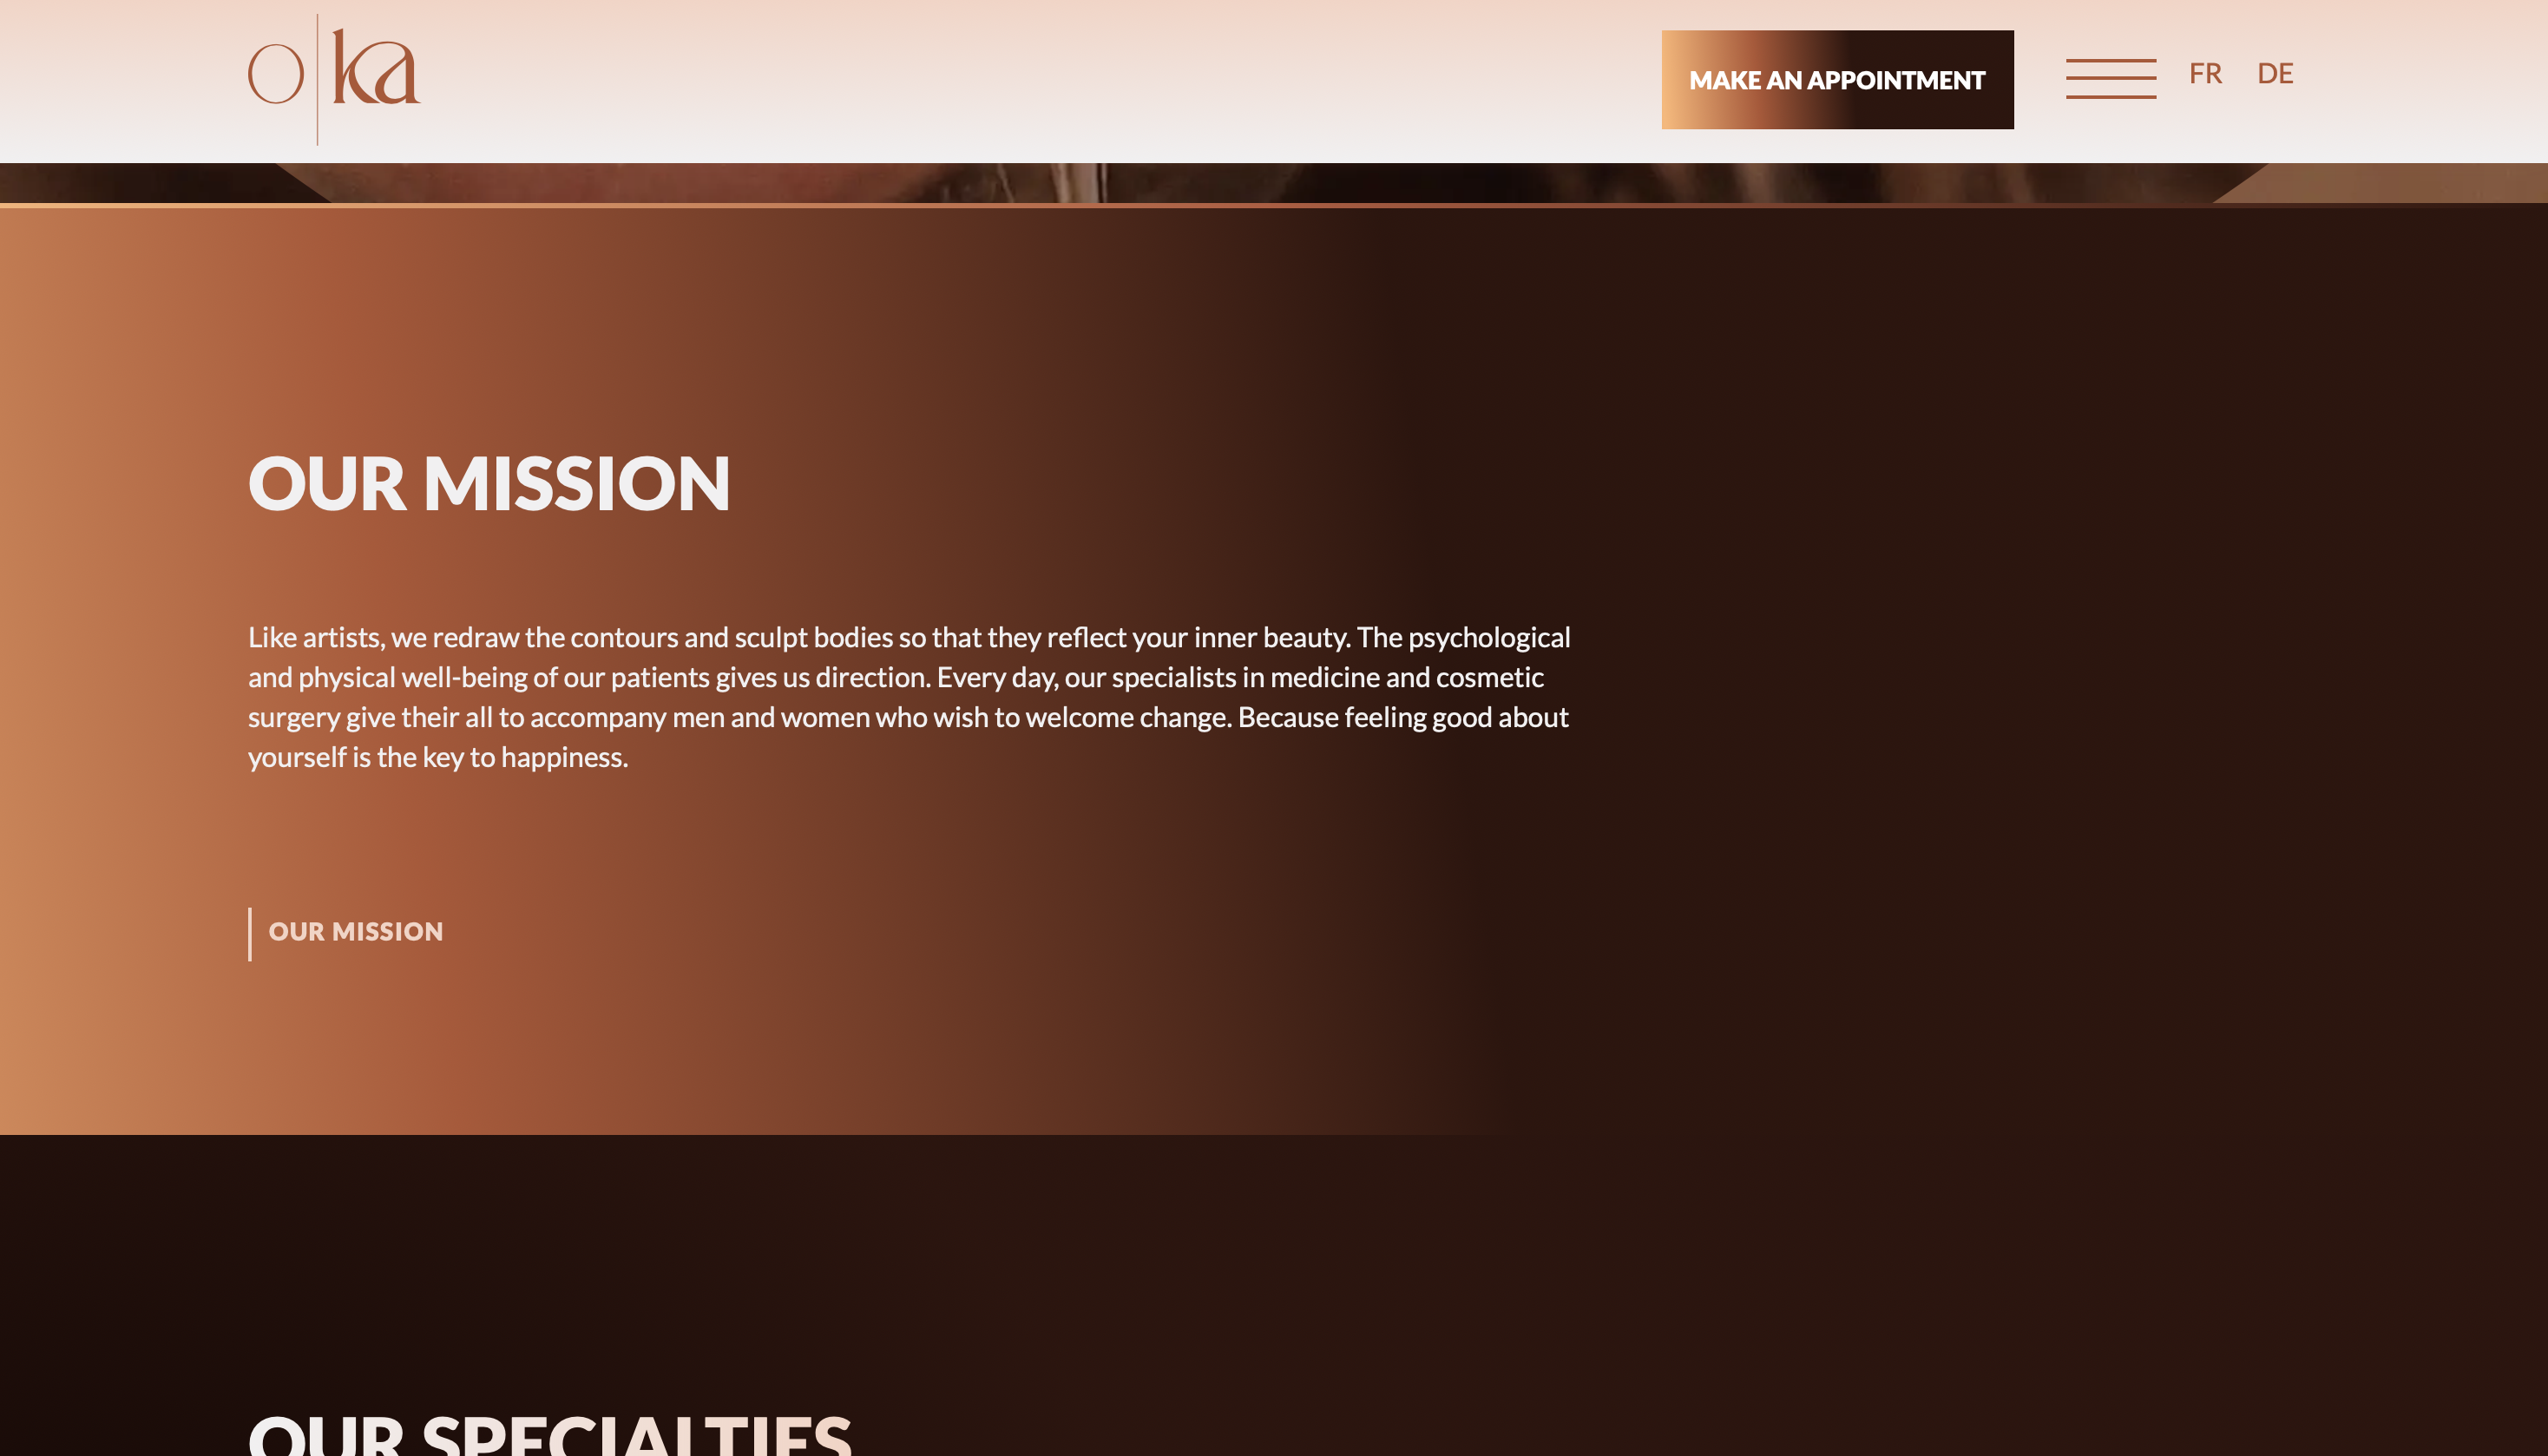 o|ka
MAKE AN APPOINTMENT
FR DE
OUR MISSION
Like artists, we redraw the contours and sculpt bodies so that they reflect your inner beauty. The psychological
and physical well-being of our patients gives us direction. Every day, our specialists in medicine and cosmetic
surgery give their all to accompany men and women who wish to welcome change. Because feeling good about
yourself is the key to happiness.
OUR MISSION
OUR SPECIALTIES